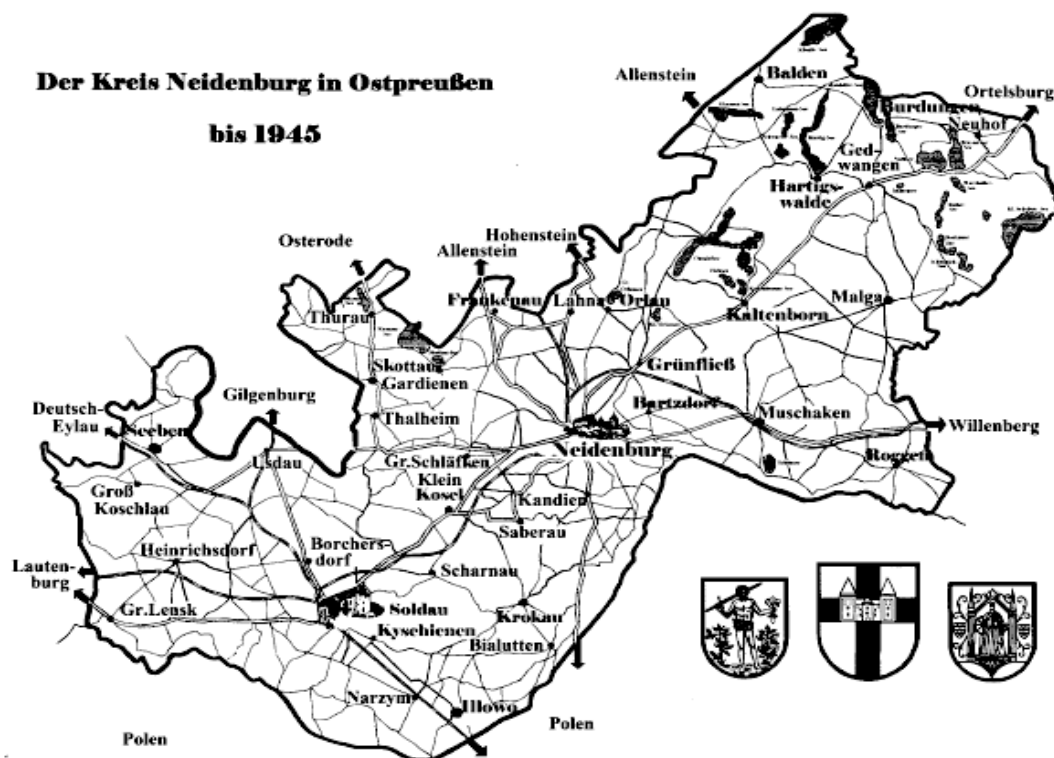 Der Kreis Neidenburg in Ostpreußen
bis 1945
Allenstein
Balden
Ortelsburg
Burdungen
Neuhof
Ged-
wangen
Hartigs-
walde
Osterode
Allenstein
Hohenstein
Thurau
Frankenau
Lahna
Orlau
Malga
Kaltenborn
Skottau
Gardienen
Grünfließ
Gilgenburg
Deutsch-
Eylau
Seeben
Thalheim
Bartzdorf
Muschaken
Willenberg
Usdau
Gr.Schläfken
Neidenburg
Roggen
Klein
Kosel
Groß
Koschlau
Kandien
Saberau
Heinrichsdorf
Borchers-
dorf
Lauten-
burg
Scharnau
Gr.Lensk
Soldau
Krokau
Kyschienen
Bialutten
Narzym
Illowo
Polen
Polen